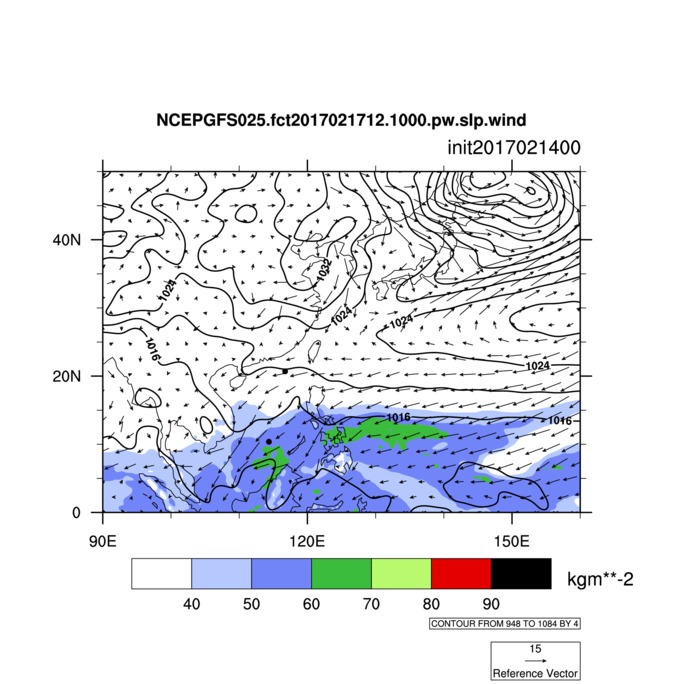 NCEPGFS025.fct2017021712.1000.pw.slp.wind
init2017021400
40N
20N
0
90E 120E 150E
1032
1024
1024
1024
1024
1016
1016
1016
40 50 60 70 80 90
kgm**-2
CONTOUR FROM 948 TO 1084 BY 4
15
Reference Vector